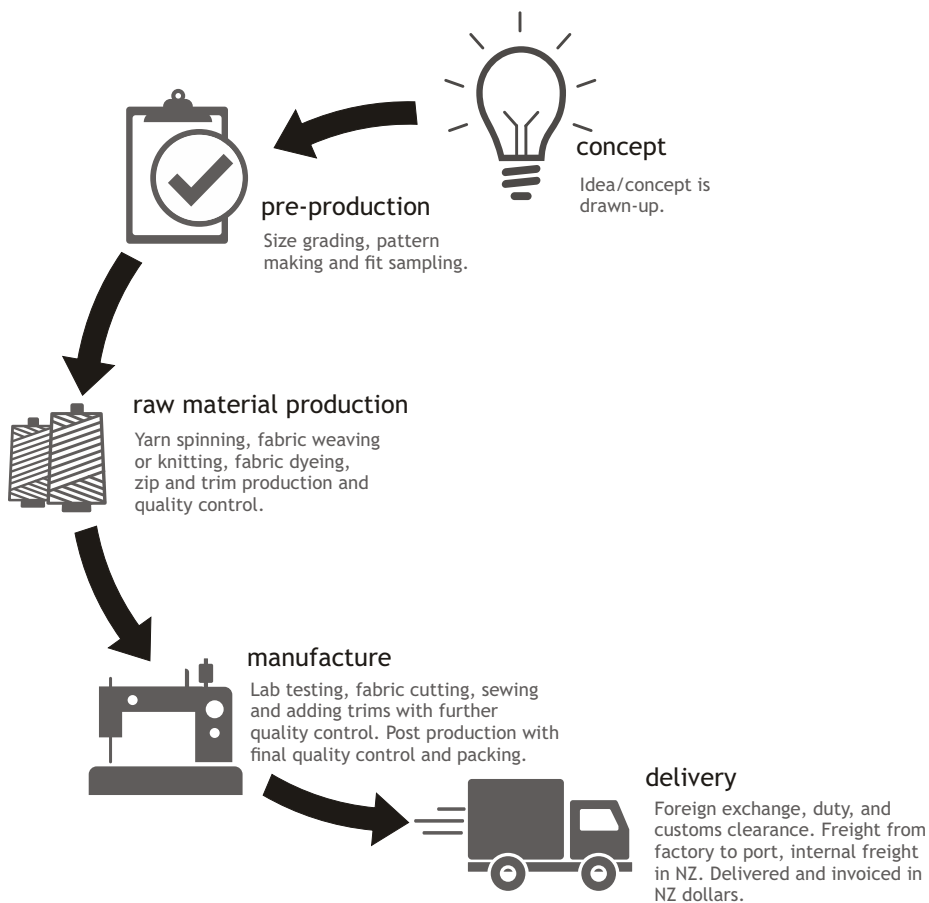 concept
Idea/concept is
drawn-up.
pre-production
Size grading, pattern
making and fit sampling.
raw material production
Yarn spinning, fabric weaving
or knitting, fabric dyeing,
zip and trim production and
quality control.
manufacture
Lab testing, fabric cutting, sewing
and adding trims with further
quality control. Post production with
final quality control and packing.
delivery
Foreign exchange, duty, and
customs clearance. Freight from
factory to port, internal freight
in NZ. Delivered and invoiced in
NZ dollars.